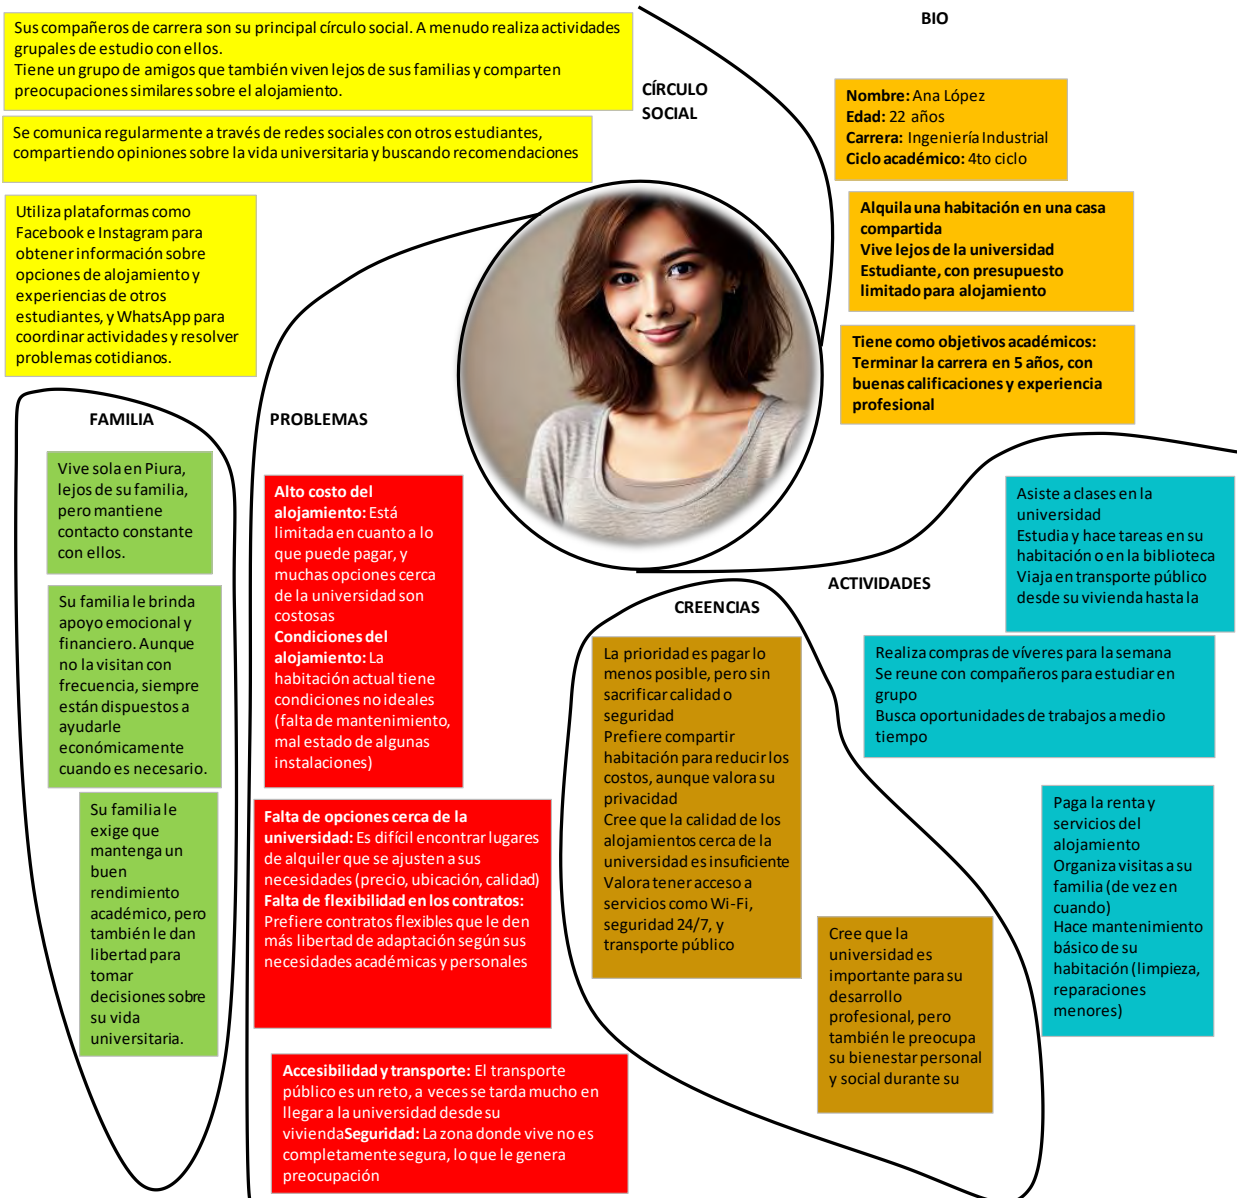 Sus compañeros de carrera son su principal círculo social. A menudo realiza actividades
grupales de estudio con ellos.
Tiene un grupo de amigos que también viven lejos de sus familias y comparten
preocupaciones similares sobre el alojamiento.
Se comunica regularmente a través de redes sociales con otros estudiantes,
compartiendo opiniones sobre la vida universitaria y buscando recomendaciones
Utiliza plataformas como
Facebook e Instagram para
obtener información sobre
opciones de alojamiento y
experiencias de otros
estudiantes, y WhatsApp para
coordinar actividades y resolver
problemas cotidianos.
CÍRCULO
SOCIAL
BIO
Nombre: Ana López
Edad: 22 años
Carrera: Ingeniería Industrial
Ciclo académico: 4to ciclo
Alquila una habitación en una casa
compartida
Vive lejos de la universidad
Estudiante, con presupuesto
limitado para alojamiento
Tiene como objetivos académicos:
Terminar la carrera en 5 años, con
buenas calificaciones y experiencia
profesional
FAMILIA
Vive sola en Piura,
lejos de su familia,
pero mantiene
contacto constante
con ellos.
Su familia le brinda
apoyo emocional y
financiero. Aunque
no la visitan con
frecuencia, siempre
están dispuestos a
ayudarle
económicamente
cuando es necesario.
Su familia le
exige que
mantenga un
buen
rendimiento
académico, pero
también le dan
libertad para
tomar
decisiones sobre
su vida
universitaria.
PROBLEMAS
Alto costo del
alojamiento: Está
limitada en cuanto a lo
que puede pagar, y
muchas opciones cerca
de la universidad son
costosas
Condiciones del
alojamiento: La
habitación actual tiene
condiciones no ideales
(falta de mantenimiento,
mal estado de algunas
instalaciones)
Falta de opciones cerca de la
universidad: Es difícil encontrar lugares
de alquiler que se ajusten a sus
necesidades (precio, ubicación, calidad)
Falta de flexibilidad en los contratos:
Prefiere contratos flexibles que le den
más libertad de adaptación según sus
necesidades académicas y personales
Accesibilidad y transporte: El transporte
público es un reto, a veces se tarda mucho en
llegar a la universidad desde su
viviendaSeguridad: La zona donde vive no es
completamente segura, lo que le genera
preocupación
CREENCIAS
La prioridad es pagar lo
menos posible, pero sin
sacrificar calidad o
seguridad
Prefiere compartir
habitación para reducir los
costos, aunque valora su
privacidad
Cree que la calidad de los
alojamientos cerca de la
universidad es insuficiente
Valora tener acceso a
servicios como Wi-Fi,
seguridad 24/7, y
transporte público
Cree que la
universidad es
importante para su
desarrollo
profesional, pero
también le preocupa
su bienestar personal
y social durante su
ACTIVIDADES
Asiste a clases en la
universidad
Estudia y hace tareas en su
habitación o en la biblioteca
Viaja en transporte público
desde su vivienda hasta la
Realiza compras de víveres para la semana
Se reune con compañeros para estudiar en
grupo
Busca oportunidades de trabajos a medio
tiempo
Paga la renta y
servicios del
alojamiento
Organiza visitas a su
familia (de vez en
cuando)
Hace mantenimiento
básico de su
habitación (limpieza,
reparaciones
menores)